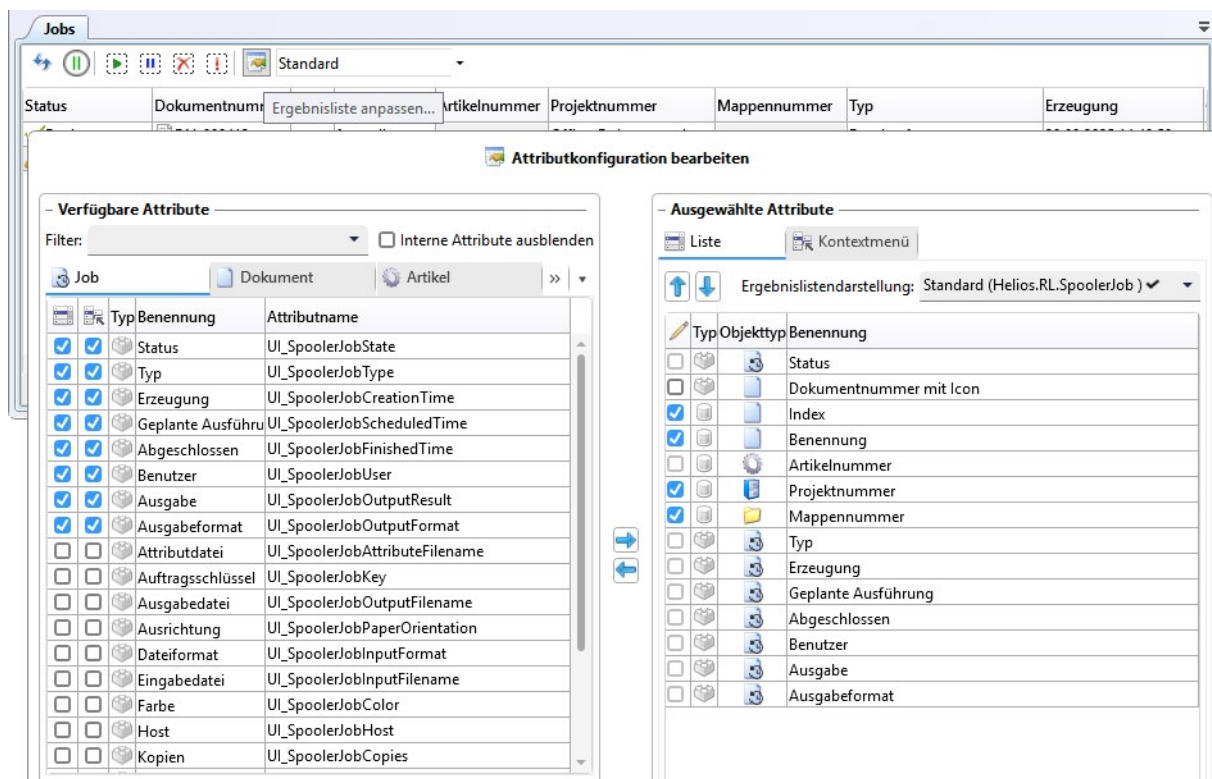 Jobs
Standard
Status Dokumentnumm Artikelnummer Projektnummer Mappennummer Typ Erzeugung
Ergebnisliste anpassen...
Attributkonfiguration bearbeiten
Verfügbare Attribute
Filter: Interne Attribute ausblenden
Job Dokument Artikel »
Typ Benennung Attributname
Status UI_SpoolerJobState
Typ UI_SpoolerJobType
Erzeugung UI_SpoolerJobCreationTime
Geplante Ausführu UI_SpoolerJobScheduledTime
Abgeschlossen UI_SpoolerJobFinishedTime
Benutzer UI_SpoolerJobUser
Ausgabe UI_SpoolerJobOutputResult
Ausgabeformat UI_SpoolerJobOutputFormat
Attributdatei UI_SpoolerJobAttributeFilename
Auftragsschlüssel UI_SpoolerJobKey
Ausgabedatei UI_SpoolerJobOutputFilename
Ausrichtung UI_SpoolerJobPaperOrientation
Dateiformat UI_SpoolerJobInputFormat
Eingabedatei UI_SpoolerJobInputFilename
Farbe UI_SpoolerJobColor
Host UI_SpoolerJobHost
Kopien UI_SpoolerJobCopies
Ausgewählte Attribute
Liste Kontextmenü
Ergebnislistendarstellung: Standard (Helios.RL.SpoolerJob ) ✔
Typ Objekttyp Benennung
Status
Dokumentnummer mit Icon
Index
Benennung
Artikelnummer
Projektnummer
Mappennummer
Typ
Erzeugung
Geplante Ausführung
Abgeschlossen
Benutzer
Ausgabe
Ausgabeformat